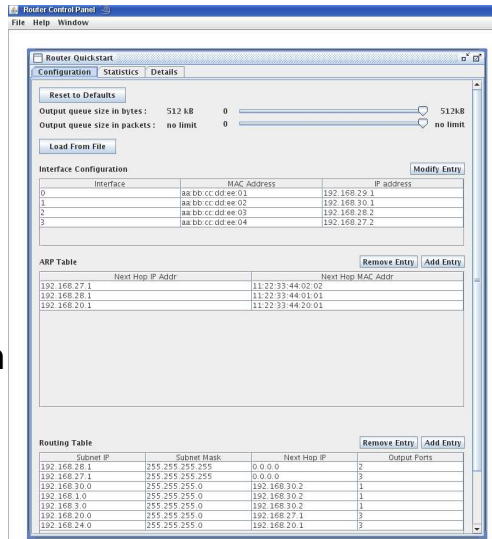 Router Control Panel
File Help Window
Router Quickstart
Configuration Statistics Details
Reset to Defaults
Output queue size in bytes : 512 kB 0 512kB
Output queue size in packets : no limit 0 no limit
Load From File
Interface Configuration Modify Entry
Interface MAC Address IP address
0 aa:bb:cc:dd:ee:01 192.168.29.1
1 aa:bb:cc:dd:ee:02 192.168.30.1
2 aa:bb:cc:dd:ee:03 192.168.28.2
3 aa:bb:cc:dd:ee:04 192.168.27.2
ARP Table Remove Entry Add Entry
Next Hop IP Addr Next Hop MAC Addr
192.168.27.1 11:22:33:44:02:02
192.168.28.1 11:22:33:44:01:01
192.168.20.1 11:22:33:44:20:01
Routing Table Remove Entry Add Entry
Subnet IP Subnet Mask Next Hop IP Output Ports
192.168.28.1 255.255.255.255 0.0.0.0 2
192.168.27.1 255.255.255.255 0.0.0.0 3
192.168.30.0 255.255.255.0 192.168.30.2 1
192.168.1.0 255.255.255.0 192.168.30.2 1
192.168.3.0 255.255.255.0 192.168.30.2 1
192.168.20.0 255.255.255.0 192.168.27.1 3
192.168.24.0 255.255.255.0 192.168.20.1 3